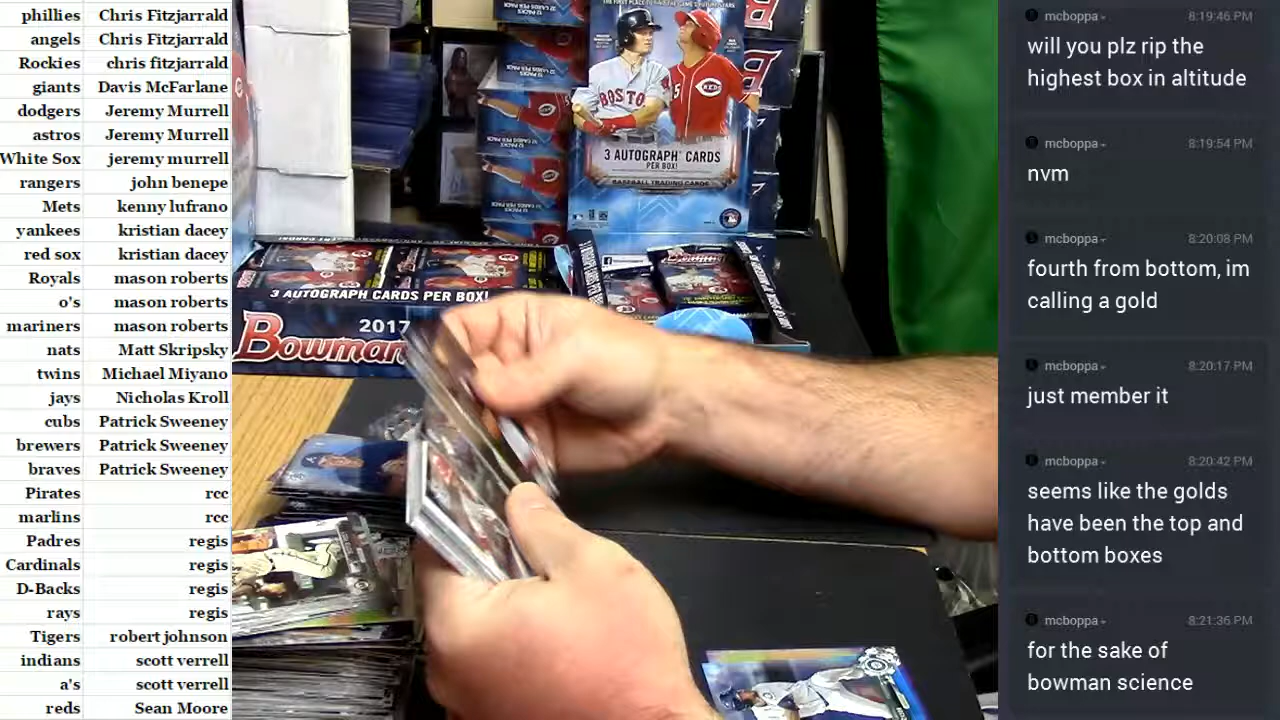 phillies Chris Fitzjarrald
angels Chris Fitzjarrald
Rockies chris fitzjarrald
giants Davis McFarlane
dodgers Jeremy Murrell
astros Jeremy Murrell
White Sox jeremy murrell
rangers john benepe
Mets kenny lufrano
yankees kristian dacey
red sox kristian dacey
Royals mason roberts
o's mason roberts
mariners mason roberts
nats Matt Skripsky
twins Michael Miyano
jays Nicholas Kroll
cubs Patrick Sweeney
brewers Patrick Sweeney
braves Patrick Sweeney
Pirates rcc
marlins rcc
Padres regis
Cardinals regis
D-Backs regis
rays regis
Tigers robert johnson
indians scott verrell
a's scott verrell
reds Sean Moore
BOSTO
REDS
3 AUTOGRAPH CARDS
PER BOX!
BASEBALL TRADING CARDS
3 AUTOGRAPH CARDS PER BOX!
2017
Bowman
mcboppa 8:19:46 PM
will you plz rip the
highest box in altitude
mcboppa 8:19:54 PM
nvm
mcboppa 8:20:08 PM
fourth from bottom, im
calling a gold
mcboppa 8:20:17 PM
just member it
mcboppa 8:20:42 PM
seems like the golds
have been the top and
bottom boxes
mcboppa 8:21:36 PM
for the sake of
bowman science